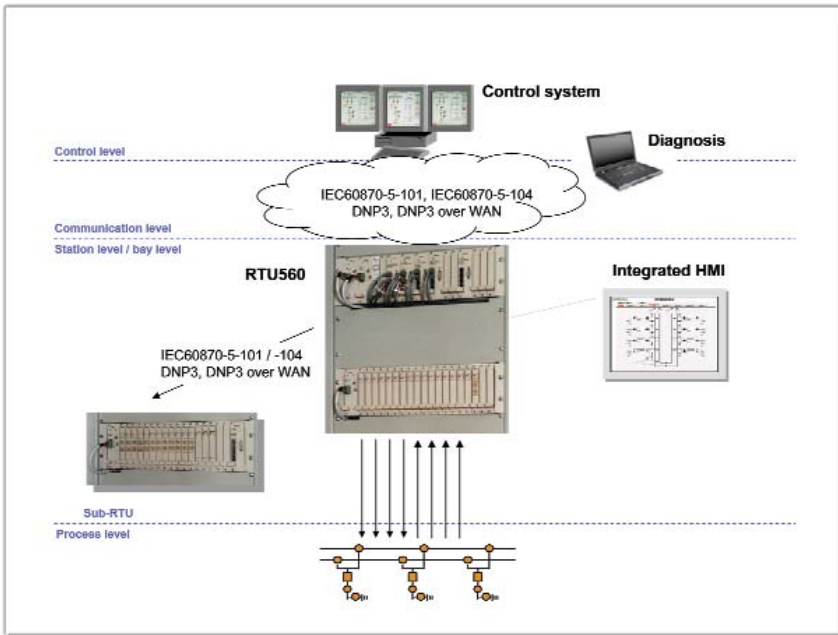 Control system
Control level
Diagnosis
IEC60870-5-101, IEC60870-5-104
DNP3, DNP3 over WAN
Communication level
Station level / bay level
RTU560
Integrated HMI
IEC60870-5-101 / -104
DNP3, DNP3 over WAN
Sub-RTU
Process level